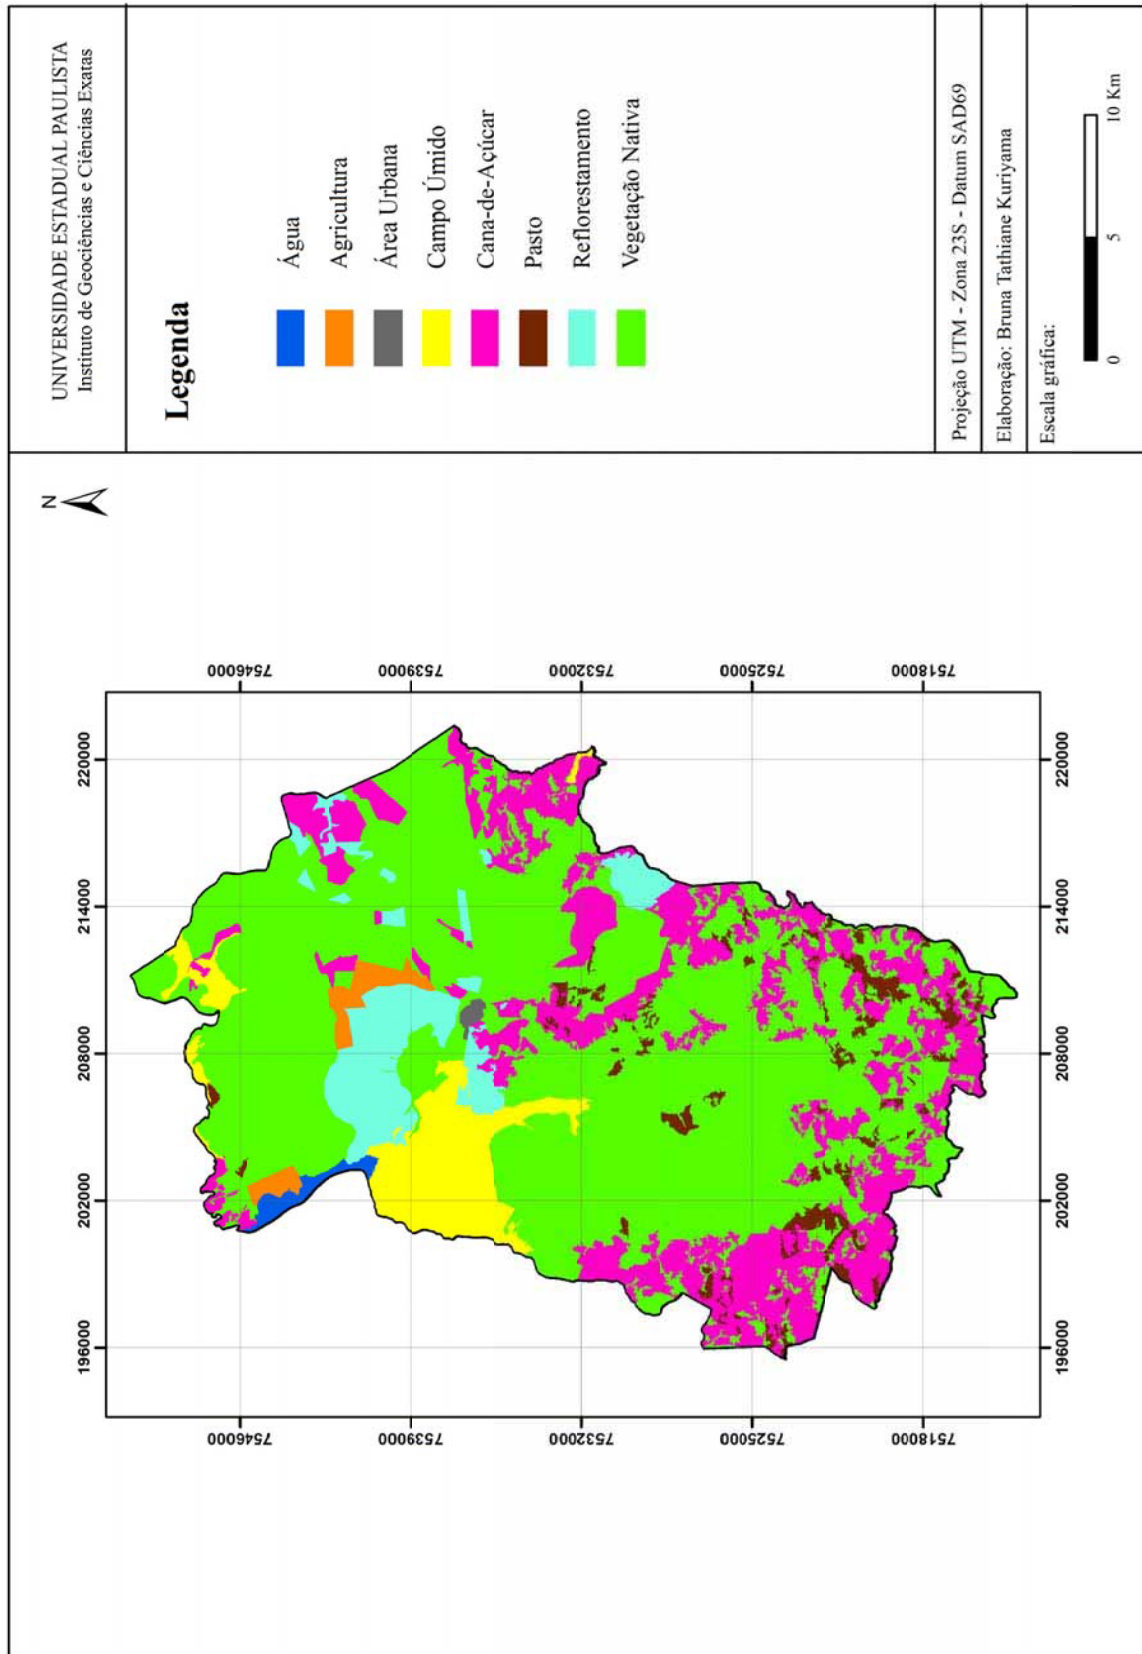 UNIVERSIDADE ESTADUAL PAULISTA
Instituto de Geociências e Ciências Exatas
Legenda
Água
Agricultura
Área Urbana
Campo Úmido
Cana-de-Açúcar
Pasto
Reflorestamento
Vegetação Nativa
Projeção UTM - Zona 23S - Datum SAD69
Elaboração: Bruna Tathiane Kuriyama
Escala gráfica:
0 5 10 Km
N
196000 202000 208000 214000 220000
7546000 7546000
7539000 7539000
7532000 7532000
7525000 7525000
7518000 7518000
196000 202000 208000 214000 220000